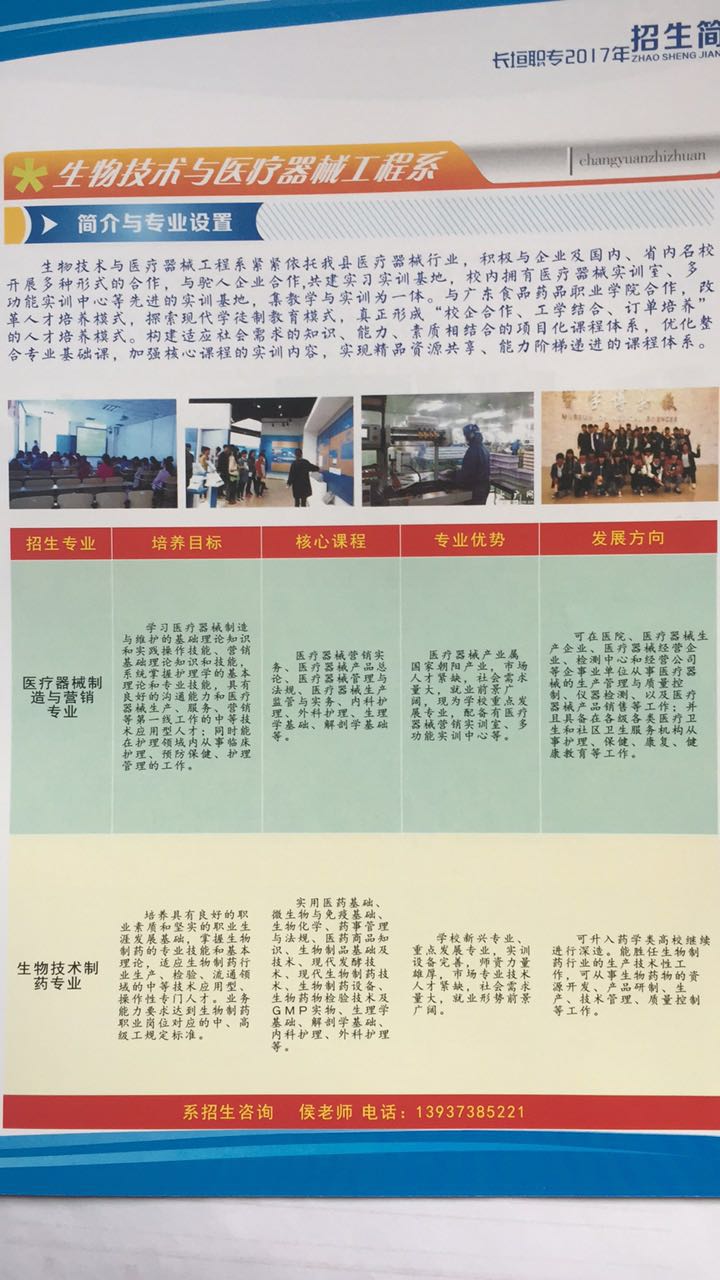 长垣职专2017年招生简
ZHAO SHENG JIAN
changyuanzhizhuan
生物技术与医疗器械工程系
简介与专业设置
生物技术与医疗器械工程系紧紧依托我县医疗器械行业，积极与企业及国内、省内名校
开展多种形式的合作，与驼人企业合作,共建实习实训基地，校内拥有医疗器械实训室、多
功能实训中心等先进的实训基地，集教学与实训为一体。与广东食品药品职业学院合作，改
革人才培养模式，探索现代学徒制教育模式，真正形成“校企合作、工学结合、订单培养”
的人才培养模式。构建适应社会需求的知识、能力、素质相结合的项目化课程体系，优化整
合专业基础课，加强核心课程的实训内容，实现精品资源共享、能力阶梯递进的课程体系。
招生专业
培养目标
核心课程
专业优势
发展方向
医疗器械制
造与营销
专业
学习医疗器械制造
与维护的基础理论知识
和实践操作技能、营销
基础理论知识和技能，
系统掌握护理学的基本
理论和专业技能，具有
良好的沟通能力和医疗
器械生产、服务、营销
等第一线工作的中等技
术应用型人才；同时能
在护理领域内从事临床
护理、预防保健、护理
管理的工作。
医疗器械营销实
务、医疗器械产品总
论、医疗器械管理与
法规、医疗器械生产
监管与实务、内科护
理、外科护理、生理
学基础、解剖学基础
等。
医疗器械产业属
国家朝阳产业，市场
人才紧缺，社会需求
量大，就业前景广
阔，现为学校重点发
展专业，配备有医疗
器械营销实训室、多
功能实训中心等。
可在医院、医疗器械生
产企业、医疗器械经营企
业、检测中心和经营公司
等企事业单位从事医疗器
械的生产管理与质量控
制、仪器检测、以及医疗
器械产品销售等工作；并
且具备在各级各类医疗卫
生和社区卫生服务机构从
事护理、保健、康复、健
康教育等工作。
生物技术制
药专业
培养具有良好的职
业素质和坚实的职业生
涯发展基础，掌握生物
制药的专业技能和基本
理论，适应生物制药行
业生产、检验、流通领
域的中等技术应用型、
操作性专门人才。业务
能力要求达到生物制药
职业岗位对应的中、高
级工规定标准。
实用医药基础、
微生物与免疫基础、
生物化学、药事管理
与法规、医药商品知
识、生物制品基础及
技术、现代发酵技
术、现代生物制药技
术、生物制药设备、
生物药物检验技术及
GMP实物、生理学
基础、解剖学基础、
内科护理、外科护理
等。
学校新兴专业、
重点发展专业，实训
设备完善，师资力量
雄厚，市场专业技术
人才紧缺，社会需求
量大，就业形势前景
广阔。
可升入药学类高校继续
进行深造。能胜任生物制
药行业的生产技术性工
作，可从事生物药物的资
源开发、产品研制、生
产、技术管理、质量控制
等工作。
系招生咨询 侯老师 电话：13937385221